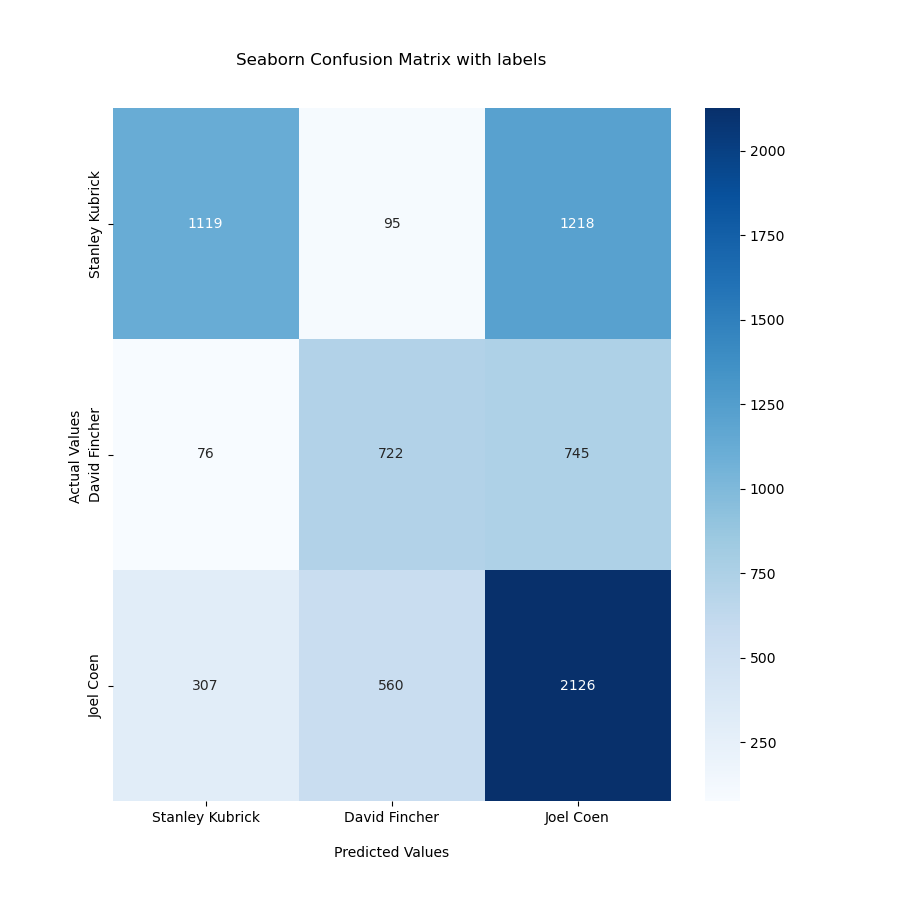 Seaborn Confusion Matrix with labels
Actual Values
Stanley Kubrick
1119 95 1218
David Fincher
76 722 745
Joel Coen
307 560 2126
Stanley Kubrick David Fincher Joel Coen
Predicted Values
2000
1750
1500
1250
1000
750
500
250